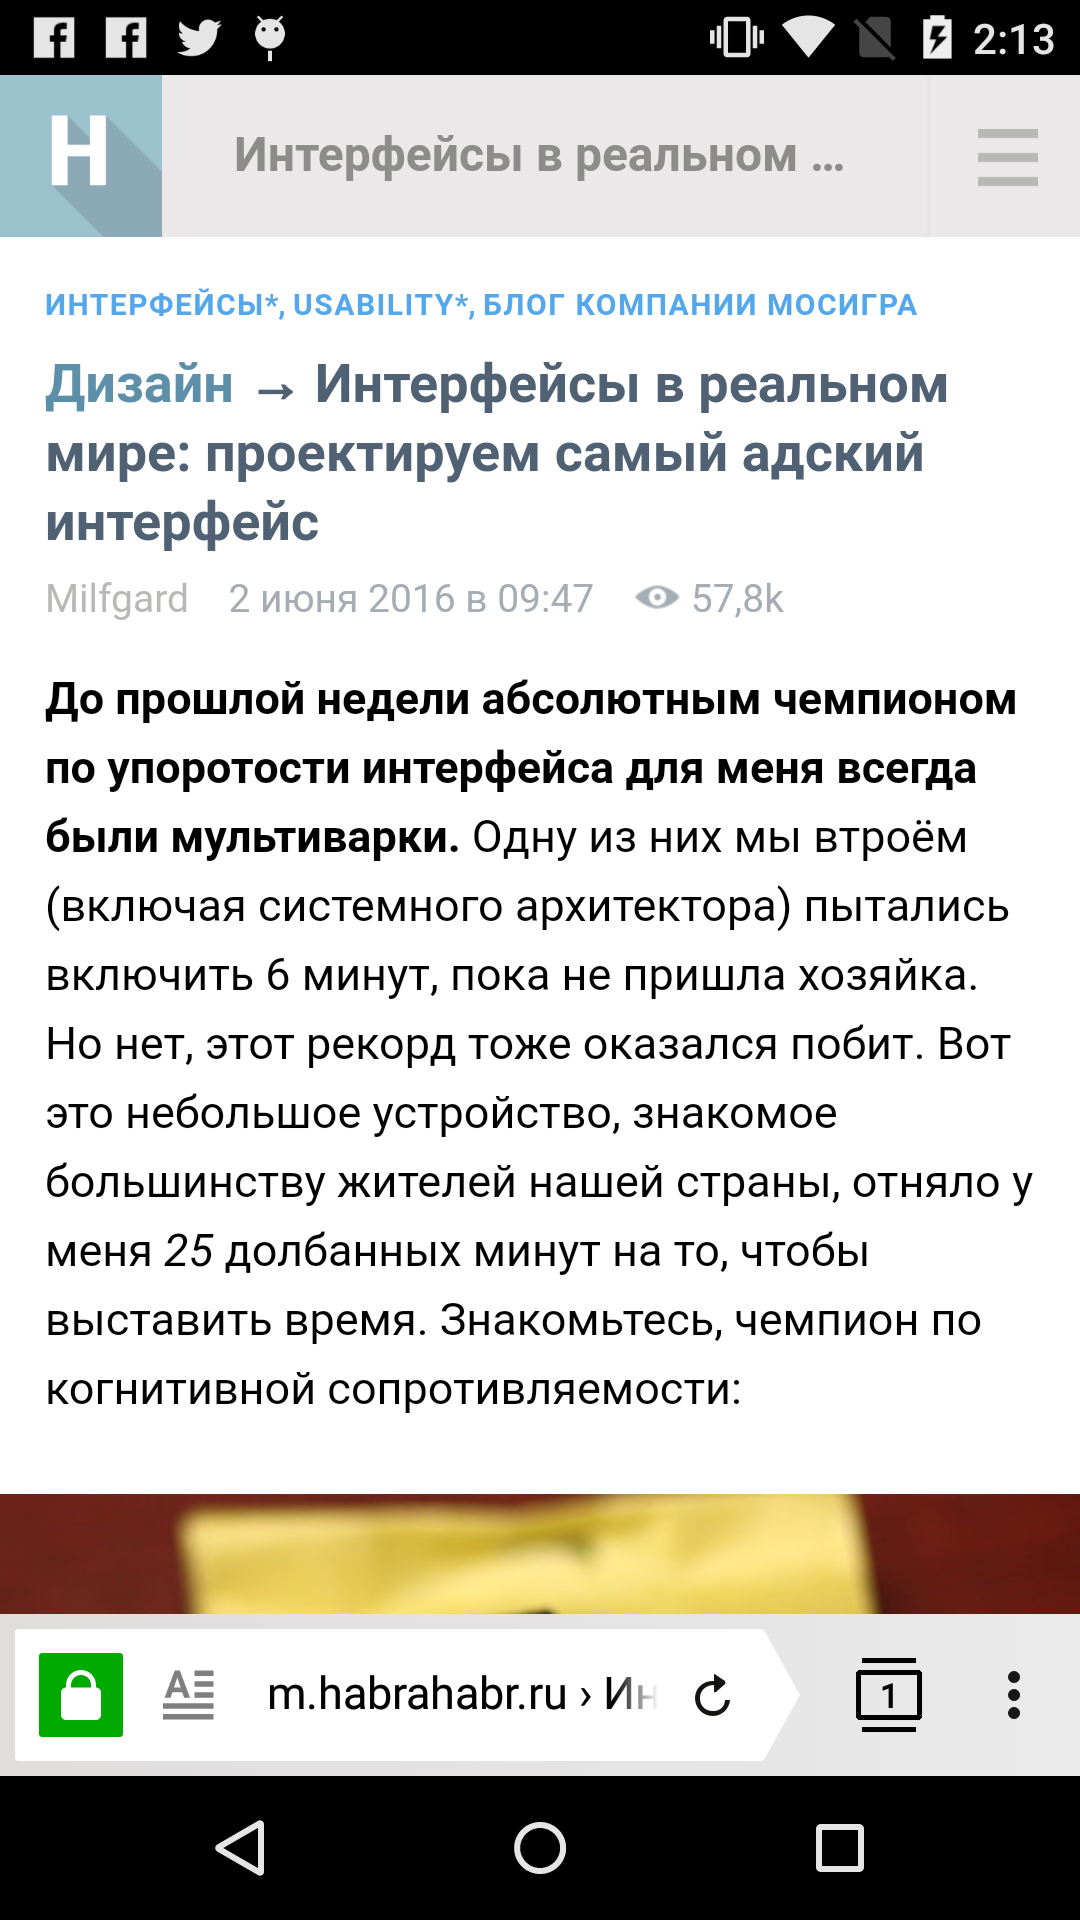 2:13
H
Интерфейсы в реальном ...
ИНТЕРФЕЙСЫ*, USABILITY*, БЛОГ КОМПАНИИ МОСИГРА
Дизайн → Интерфейсы в реальном
мире: проектируем самый адский
интерфейс
Milfgard 2 июня 2016 в 09:47 57,8k
До прошлой недели абсолютным чемпионом
по упоротости интерфейса для меня всегда
были мультиварки. Одну из них мы втроём
(включая системного архитектора) пытались
включить 6 минут, пока не пришла хозяйка.
Но нет, этот рекорд тоже оказался побит. Вот
это небольшое устройство, знакомое
большинству жителей нашей страны, отняло у
меня 25 долбанных минут на то, чтобы
выставить время. Знакомьтесь, чемпион по
когнитивной сопротивляемости:
m.habrahabr.ru › Ин 1